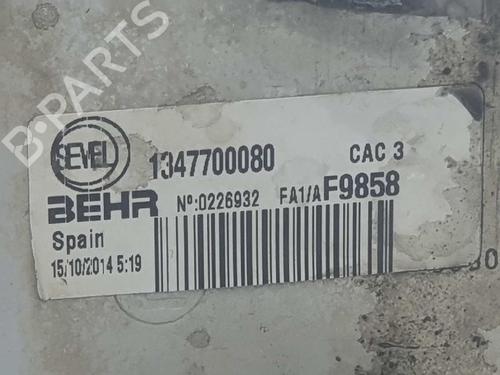 B-PARTS
SEVEL
1347700080 CAC 3
BEHR Nº:0226932 FA1/A F9858
Spain
15/10/2014 5:19